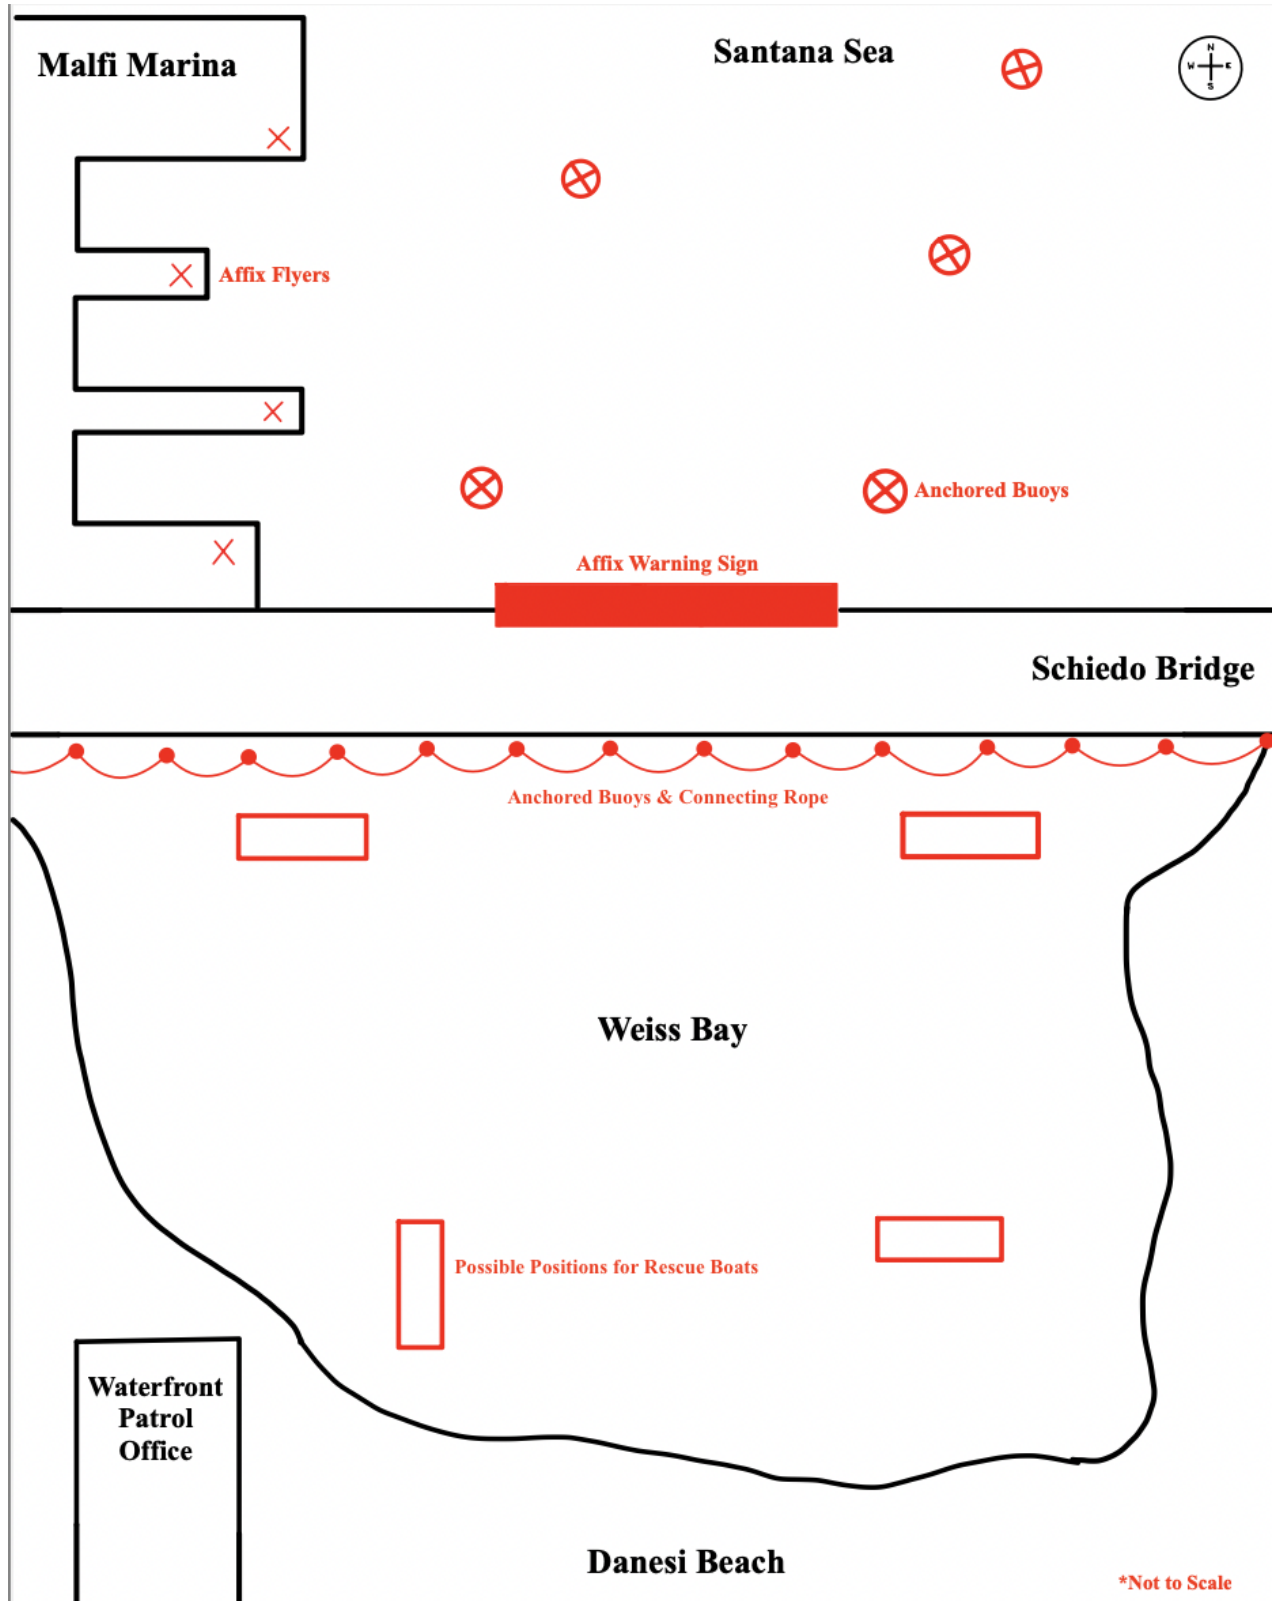 Malfi Marina
Santana Sea
N
W E
S
Affix Flyers
Anchored Buoys
Affix Warning Sign
Schiedo Bridge
Anchored Buoys & Connecting Rope
Weiss Bay
Possible Positions for Rescue Boats
Waterfront
Patrol
Office
Danesi Beach
*Not to Scale